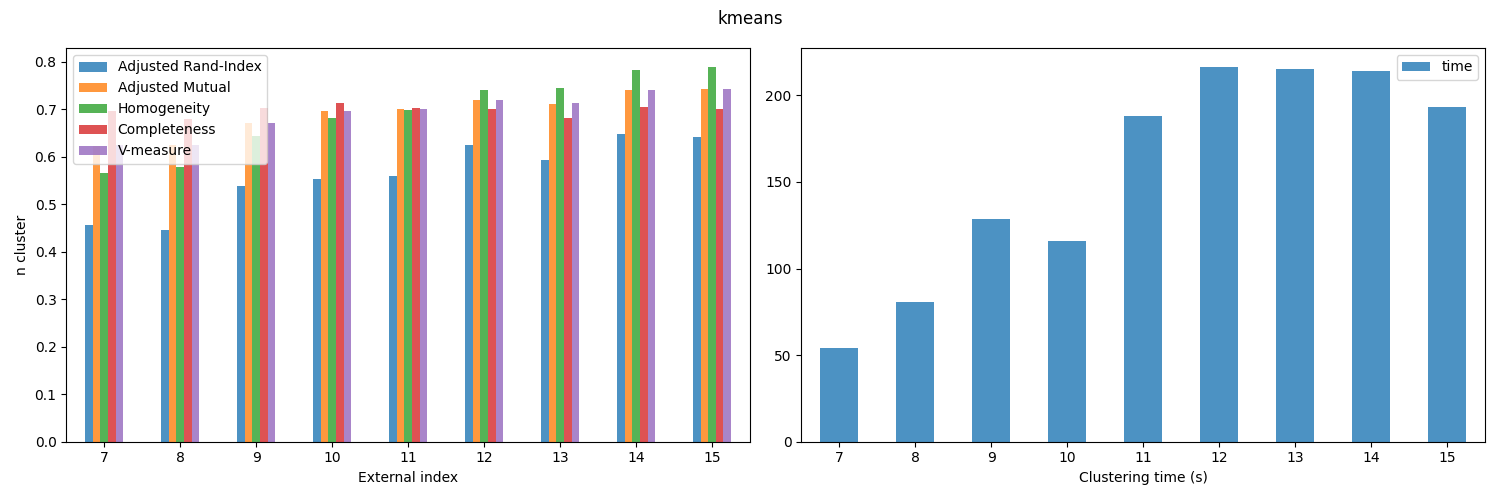 kmeans
n cluster
0.8
0.7
0.6
0.5
0.4
0.3
0.2
0.1
0.0
Adjusted Rand-Index
Adjusted Mutual
Homogeneity
Completeness
V-measure
7 8 9 10 11 12 13 14 15
External index
200
150
100
50
0
time
7 8 9 10 11 12 13 14 15
Clustering time (s)